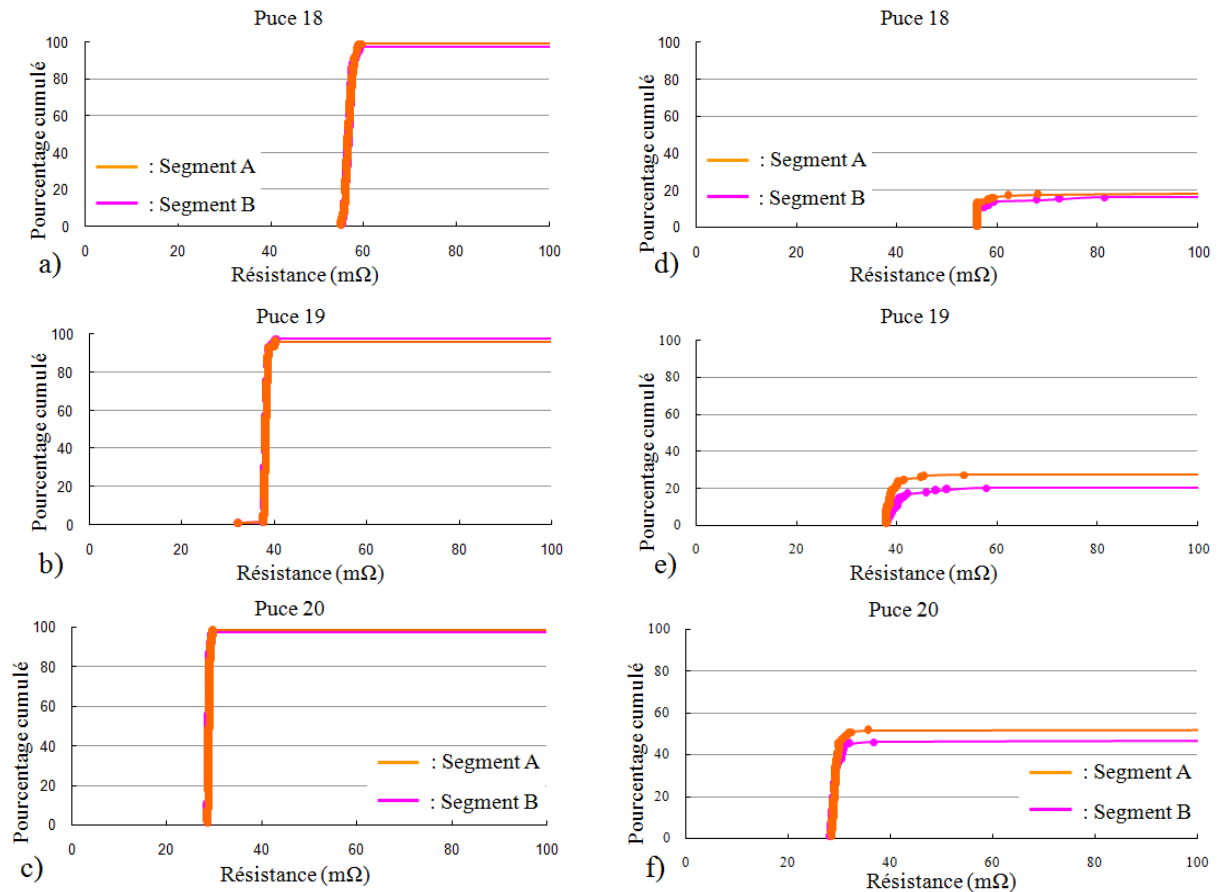 Puce 18
Pourcentage cumulé
100
80
60
40
20
0
: Segment A
: Segment B
0 20 40 60 80 100
Résistance (mΩ)
a)
Puce 18
Pourcentage cumulé
100
80
60
40
20
0
: Segment A
: Segment B
0 20 40 60 80 100
Résistance (mΩ)
d)
Puce 19
Pourcentage cumulé
100
80
60
40
20
0
0 20 40 60 80 100
Résistance (mΩ)
b)
Puce 19
Pourcentage cumulé
100
80
60
40
20
0
0 20 40 60 80 100
Résistance (mΩ)
e)
Puce 20
Pourcentage cumulé
100
80
60
40
20
0
: Segment A
: Segment B
0 20 40 60 80 100
Résistance (mΩ)
c)
Puce 20
Pourcentage cumulé
100
80
60
40
20
0
: Segment A
: Segment B
0 20 40 60 80 100
Résistance (mΩ)
f)